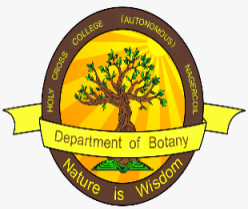 HOLY CROSS COLLEGE (AUTONOMOUS) NAGERCOIL
Department of Botany
Nature is Wisdom